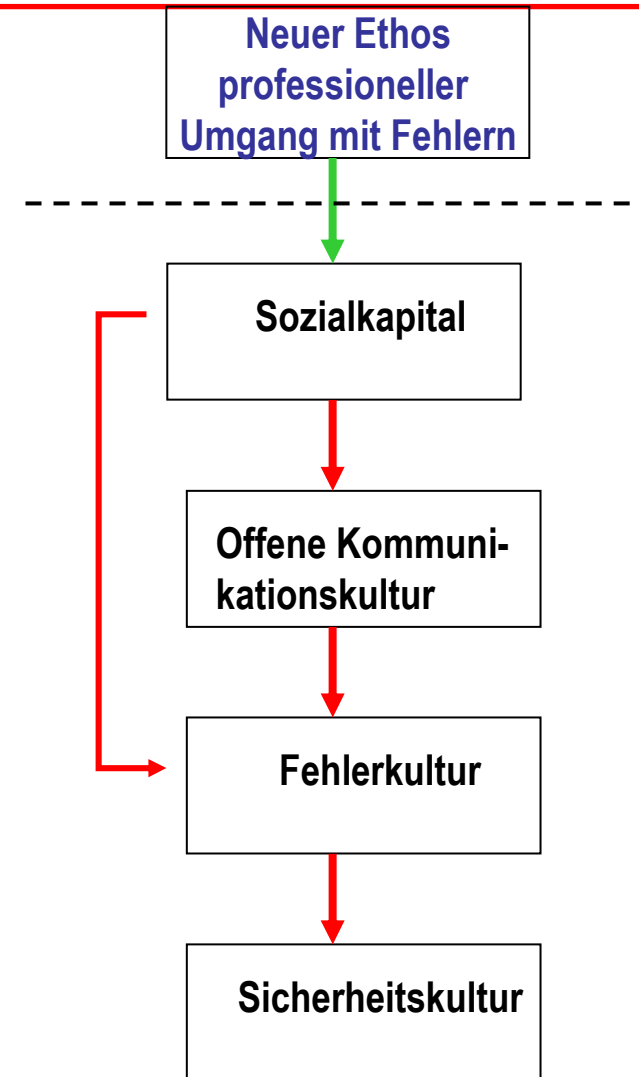 Neuer Ethos
professioneller
Umgang mit Fehlern
Sozialkapital
Offene Kommuni-
kationskultur
Fehlerkultur
Sicherheitskultur